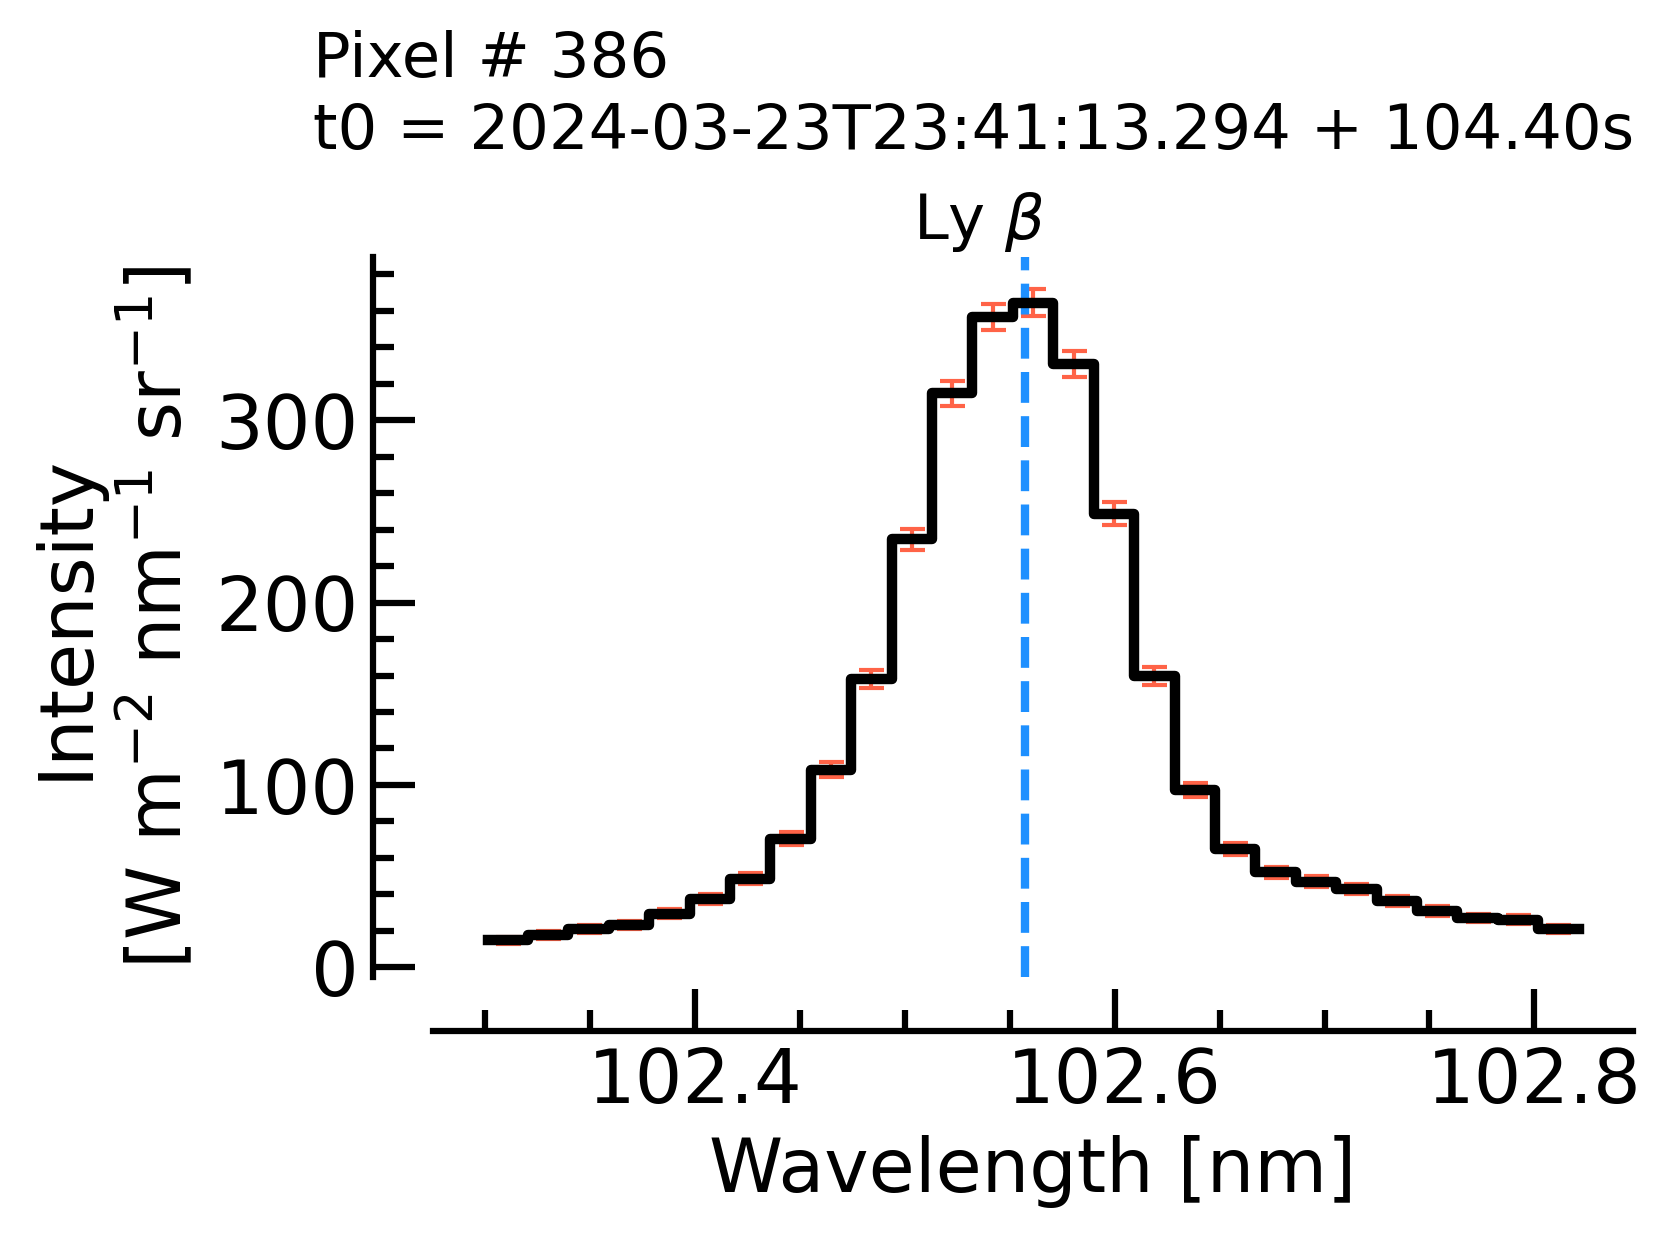 Pixel # 386
t0 = 2024-03-23T23:41:13.294 + 104.40s
Ly β
Intensity
[W m⁻² nm⁻¹ sr⁻¹]
300
200
100
0
102.4 102.6 102.8
Wavelength [nm]